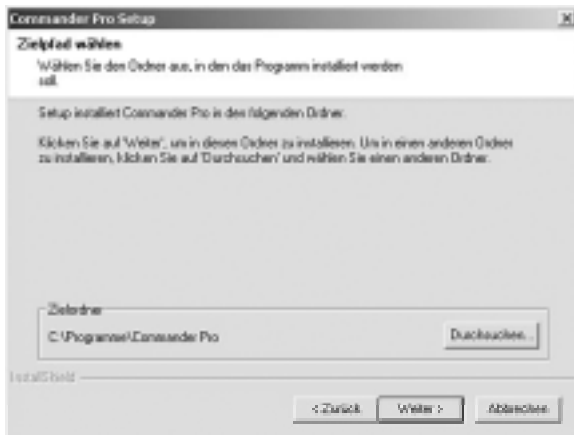 Commander Pro Setup
Zielpfad wählen
Wählen Sie den Ordner aus, in den das Programm installiert werden
soll.
Setup installiert Commander Pro in den folgenden Ordner.
Klicken Sie auf 'Weiter', um in diesen Ordner zu installieren. Um in einen anderen Ordner
zu installieren, klicken Sie auf 'Durchsuchen' und wählen Sie einen anderen Ordner.
Zielordner
C:\Programme\Commander Pro
Durchsuchen...
InstallShield
< Zurück
Weiter >
Abbrechen